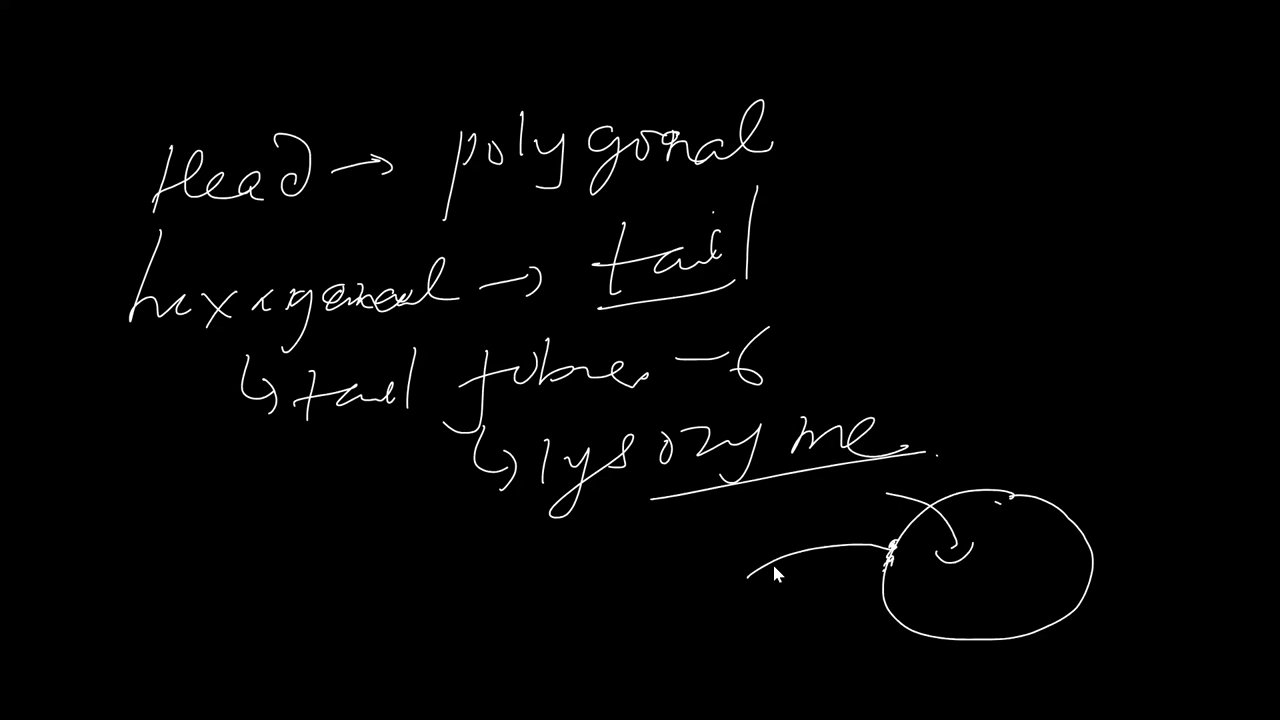 Head → polygonal
hexagonal → tail
↳ tail fibres - 6
↳ lysozyme